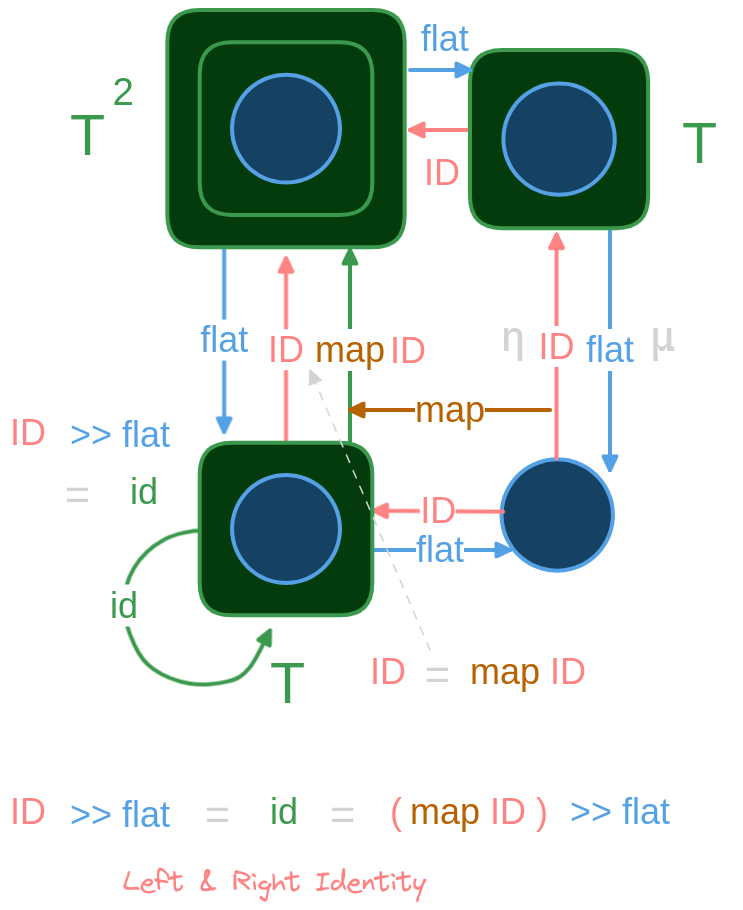 flat
T 2
T
ID
flat
ID
map ID
η
ID
flat
μ
map
ID >> flat
= id
ID
flat
id
T
ID = map ID
ID >> flat = id = ( map ID ) >> flat
Left & Right Identity